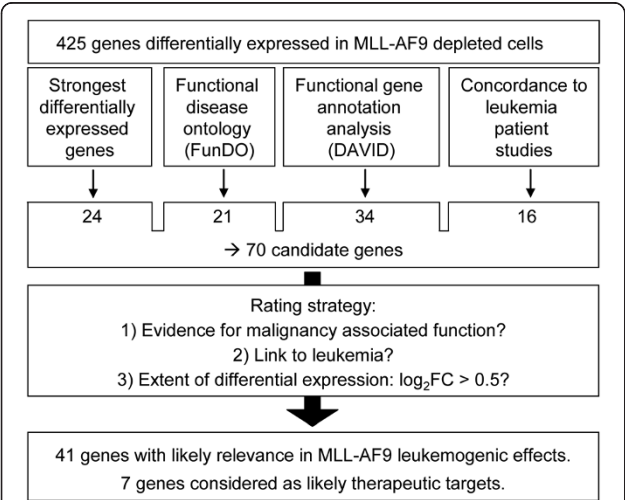 425 genes differentially expressed in MLL-AF9 depleted cells
Strongest
differentially
expressed
genes
Functional
disease
ontology
(FunDO)
Functional gene
annotation
analysis
(DAVID)
Concordance to
leukemia
patient
studies
24
21
34
16
→ 70 candidate genes
Rating strategy:
1) Evidence for malignancy associated function?
2) Link to leukemia?
3) Extent of differential expression: log₂FC > 0.5?
41 genes with likely relevance in MLL-AF9 leukemogenic effects.
7 genes considered as likely therapeutic targets.